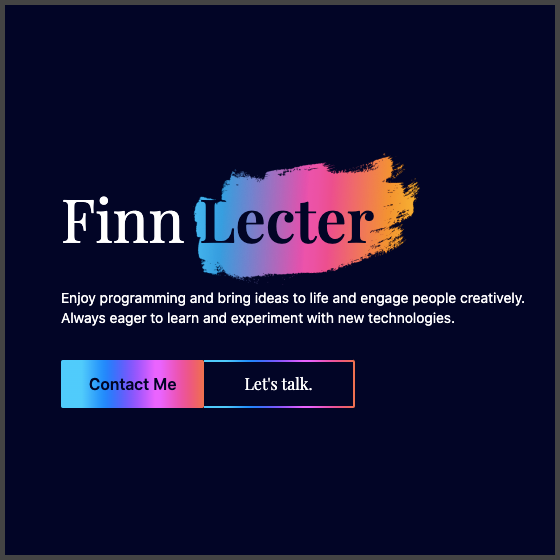 Finn Lecter
Enjoy programming and bring ideas to life and engage people creatively.
Always eager to learn and experiment with new technologies.
Contact Me
Let's talk.